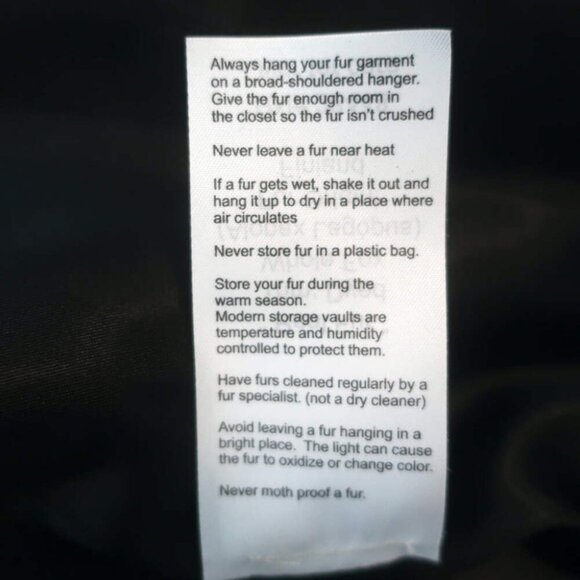 Always hang your fur garment
on a broad-shouldered hanger.
Give the fur enough room in
the closet so the fur isn't crushed
Never leave a fur near heat
If a fur gets wet, shake it out and
hang it up to dry in a place where
air circulates
Never store fur in a plastic bag.
Store your fur during the
warm season.
Modern storage vaults are
temperature and humidity
controlled to protect them.
Have furs cleaned regularly by a
fur specialist. (not a dry cleaner)
Avoid leaving a fur hanging in a
bright place. The light can cause
the fur to oxidize or change color.
Never moth proof a fur.